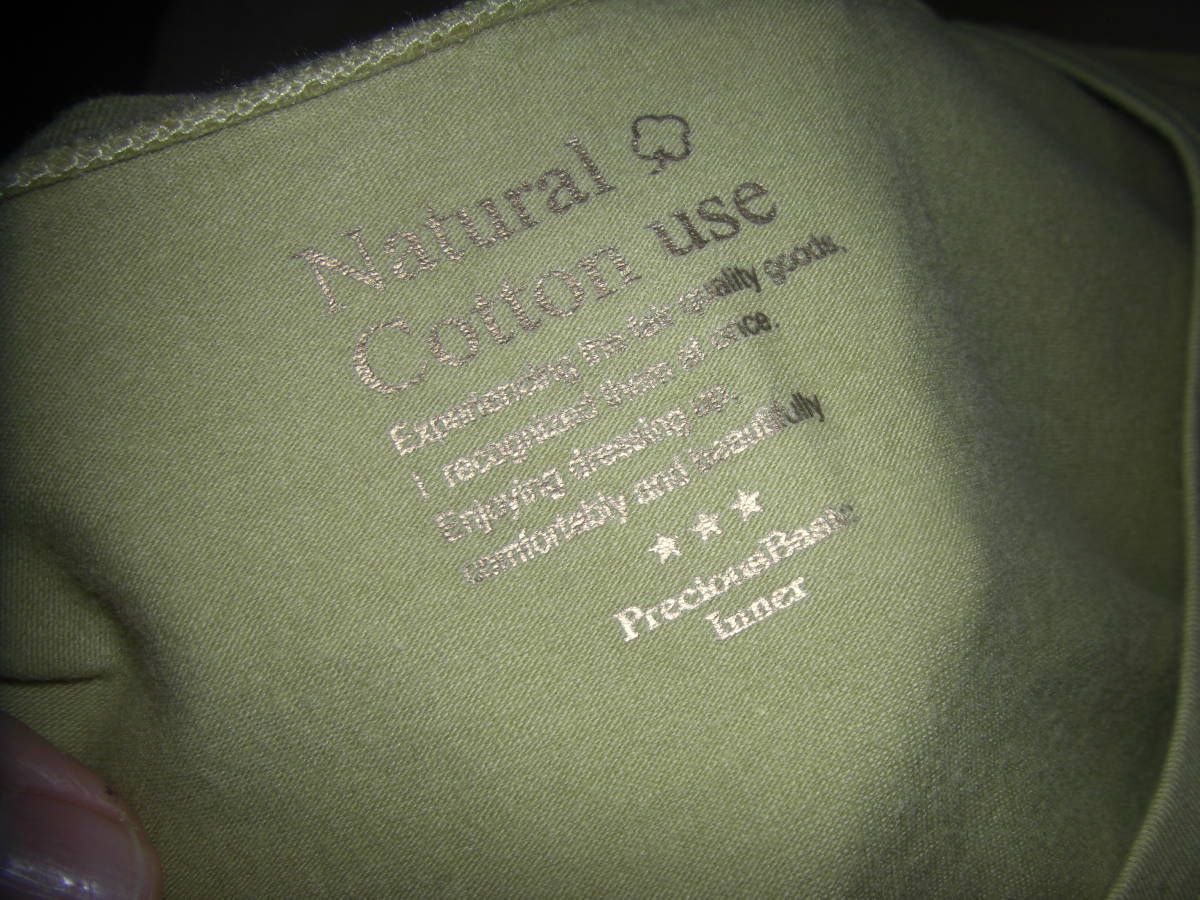 Natural
Cotton use
Experiencing the fair quality goods,
I recognized them at once.
Enjoying dressing up,
comfortably and beautifully
PreciousBasic
Inner